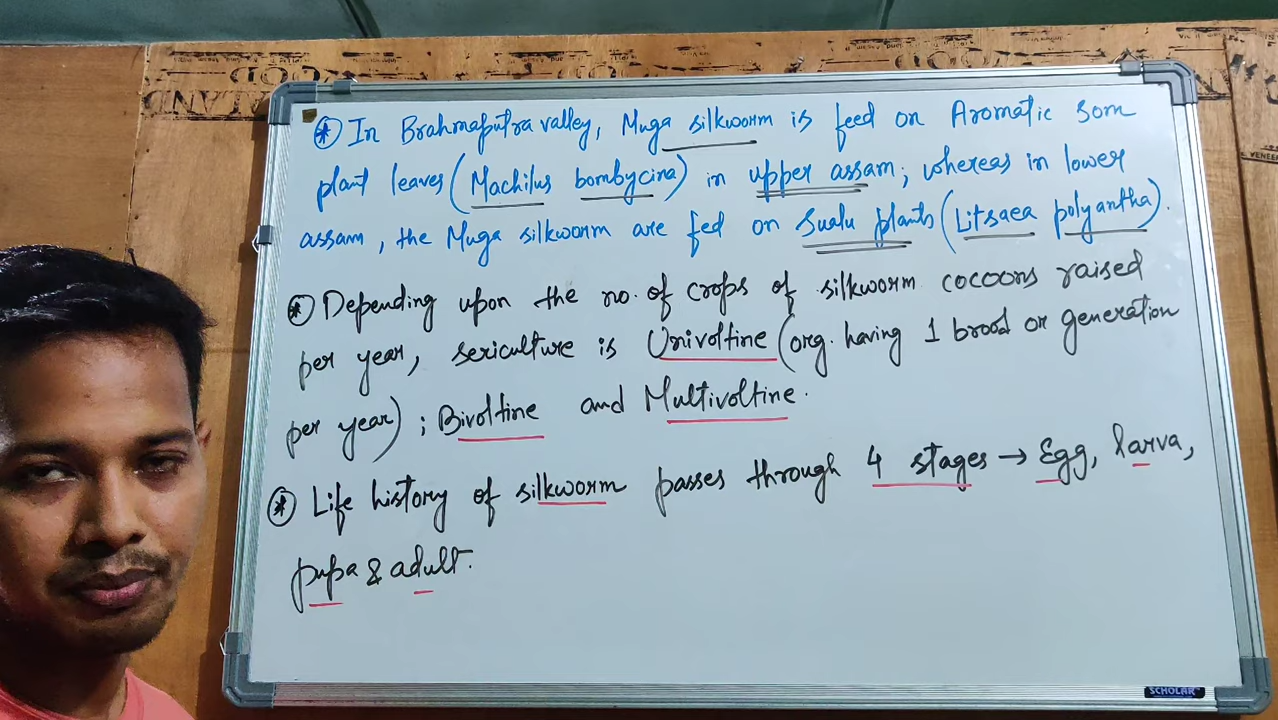 ⊛ In Brahmaputra valley, Muga silkworm is feed on Aromatic Som
plant leaves (Machilus bombycina) in upper assam; whereas in lower
assam, the Muga silkworm are fed on Sualu plants (Litsaea polyantha).
⊛ Depending upon the no. of crops of silkworm cocoons raised
per year, sericulture is Univoltine (org. having 1 brood or generation
per year); Bivoltine and Multivoltine.
⊛ Life history of silkworm passes through 4 stages → Egg, larva,
pupa & adult.
SCHOLAR